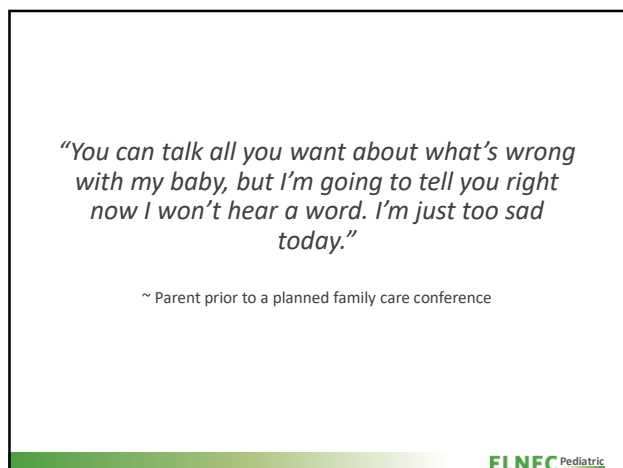 “You can talk all you want about what’s wrong
with my baby, but I’m going to tell you right
now I won’t hear a word. I’m just too sad
today.”
~ Parent prior to a planned family care conference
ELNEC Pediatric